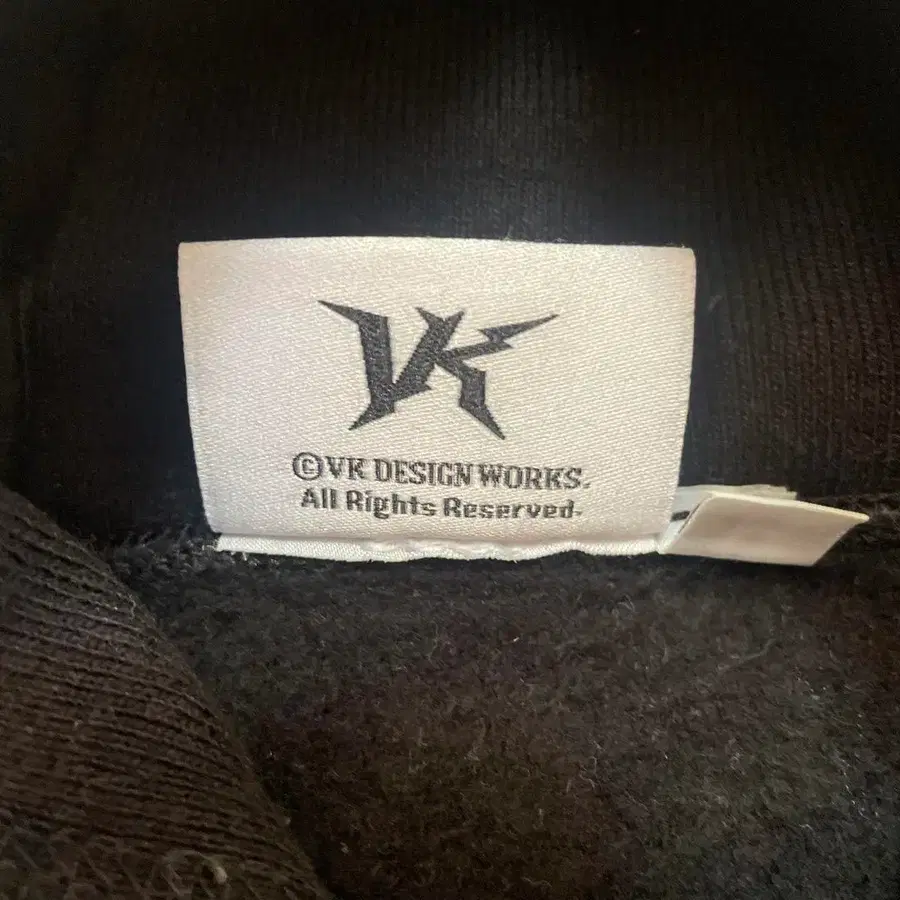 VK
©VK DESIGN WORKS.
All Rights Reserved.